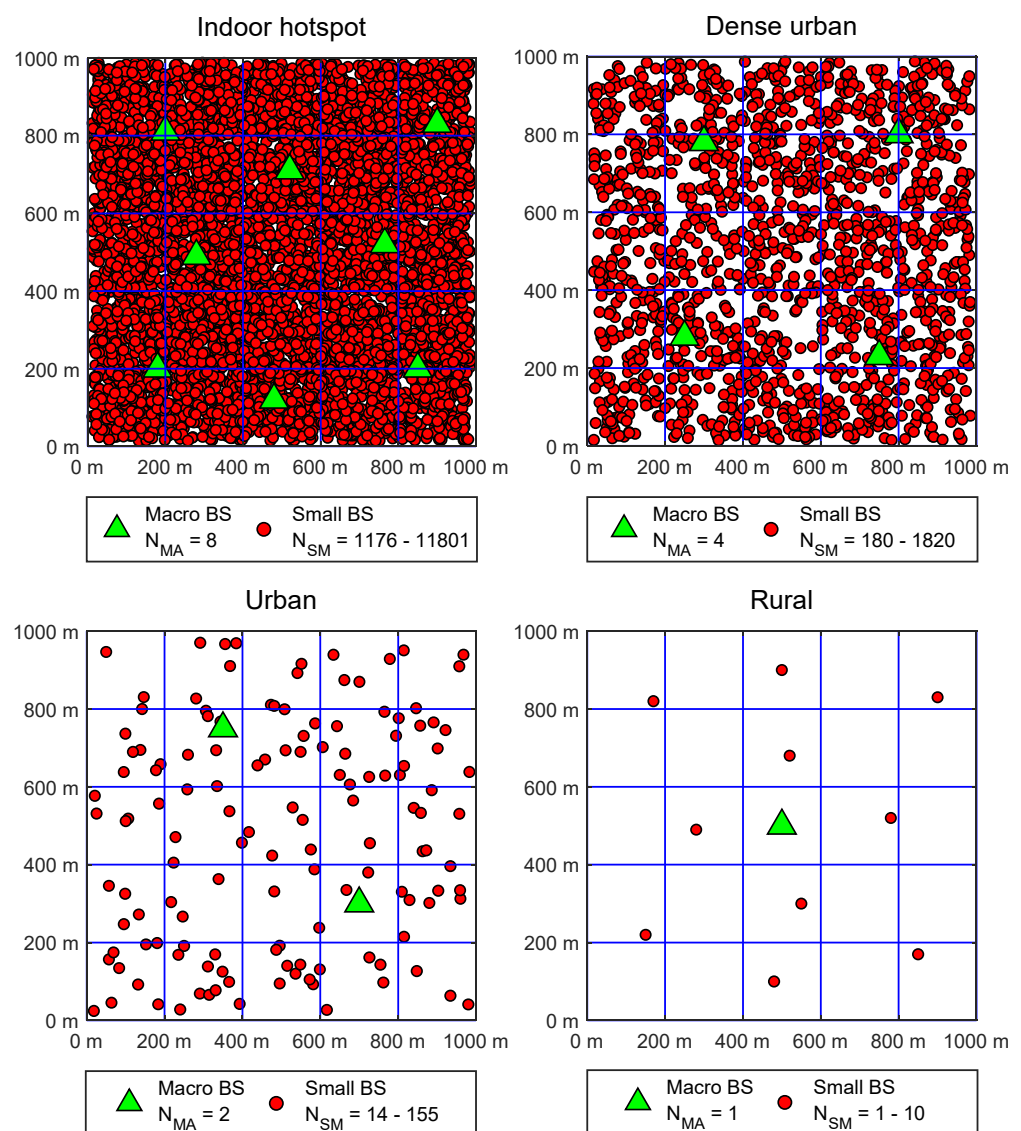 Indoor hotspot
1000 m
800 m
600 m
400 m
200 m
0 m
0 m 200 m 400 m 600 m 800 m 1000 m
Macro BS
N_MA = 8
Small BS
N_SM = 1176 - 11801
Dense urban
1000 m
800 m
600 m
400 m
200 m
0 m
0 m 200 m 400 m 600 m 800 m 1000 m
Macro BS
N_MA = 4
Small BS
N_SM = 180 - 1820
Urban
1000 m
800 m
600 m
400 m
200 m
0 m
0 m 200 m 400 m 600 m 800 m 1000 m
Macro BS
N_MA = 2
Small BS
N_SM = 14 - 155
Rural
1000 m
800 m
600 m
400 m
200 m
0 m
0 m 200 m 400 m 600 m 800 m 1000 m
Macro BS
N_MA = 1
Small BS
N_SM = 1 - 10